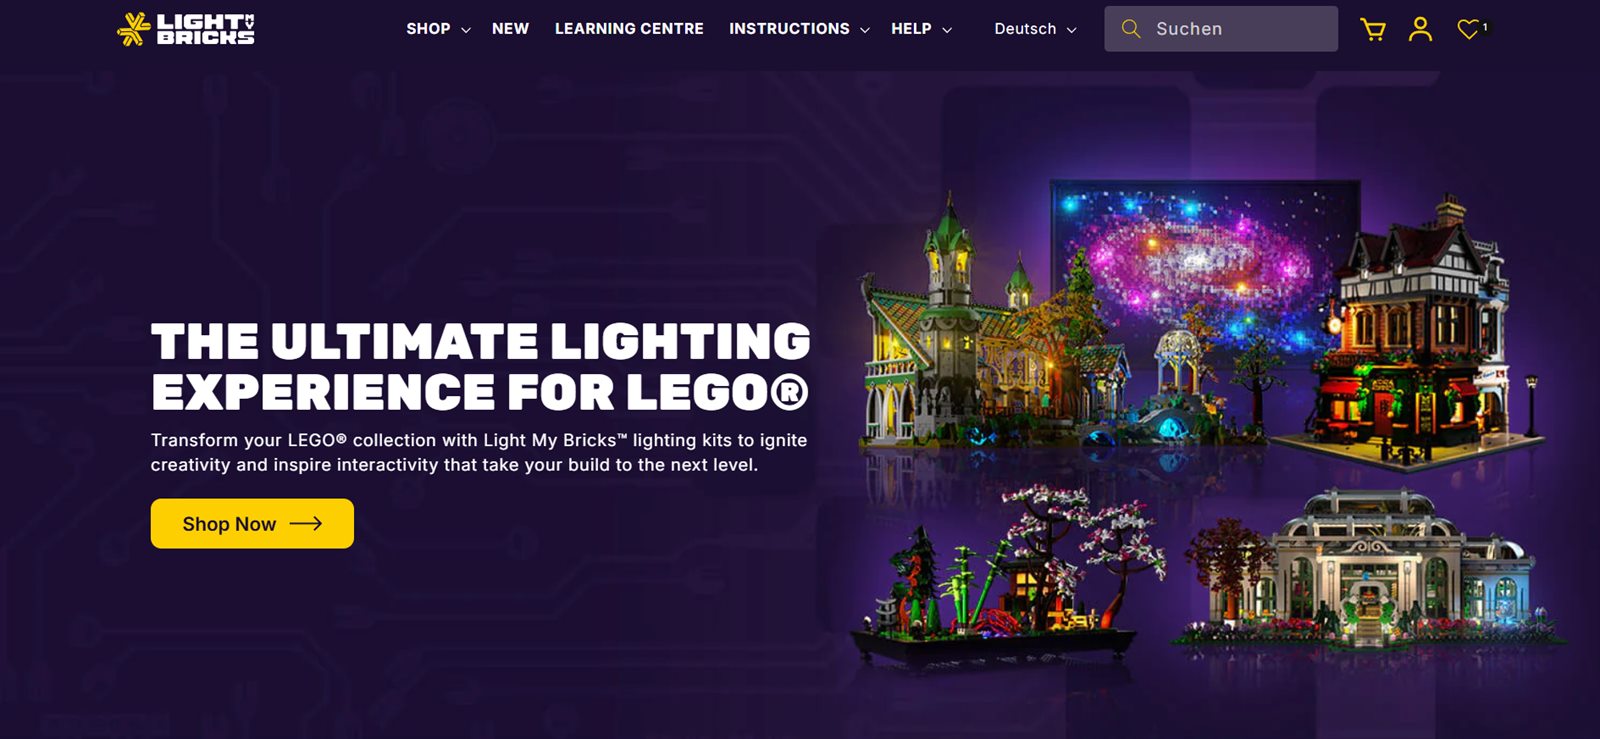 LIGHT MY
BRICKS
SHOP NEW LEARNING CENTRE INSTRUCTIONS HELP Deutsch Suchen 1
THE ULTIMATE LIGHTING
EXPERIENCE FOR LEGO®
Transform your LEGO® collection with Light My Bricks™ lighting kits to ignite
creativity and inspire interactivity that take your build to the next level.
Shop Now